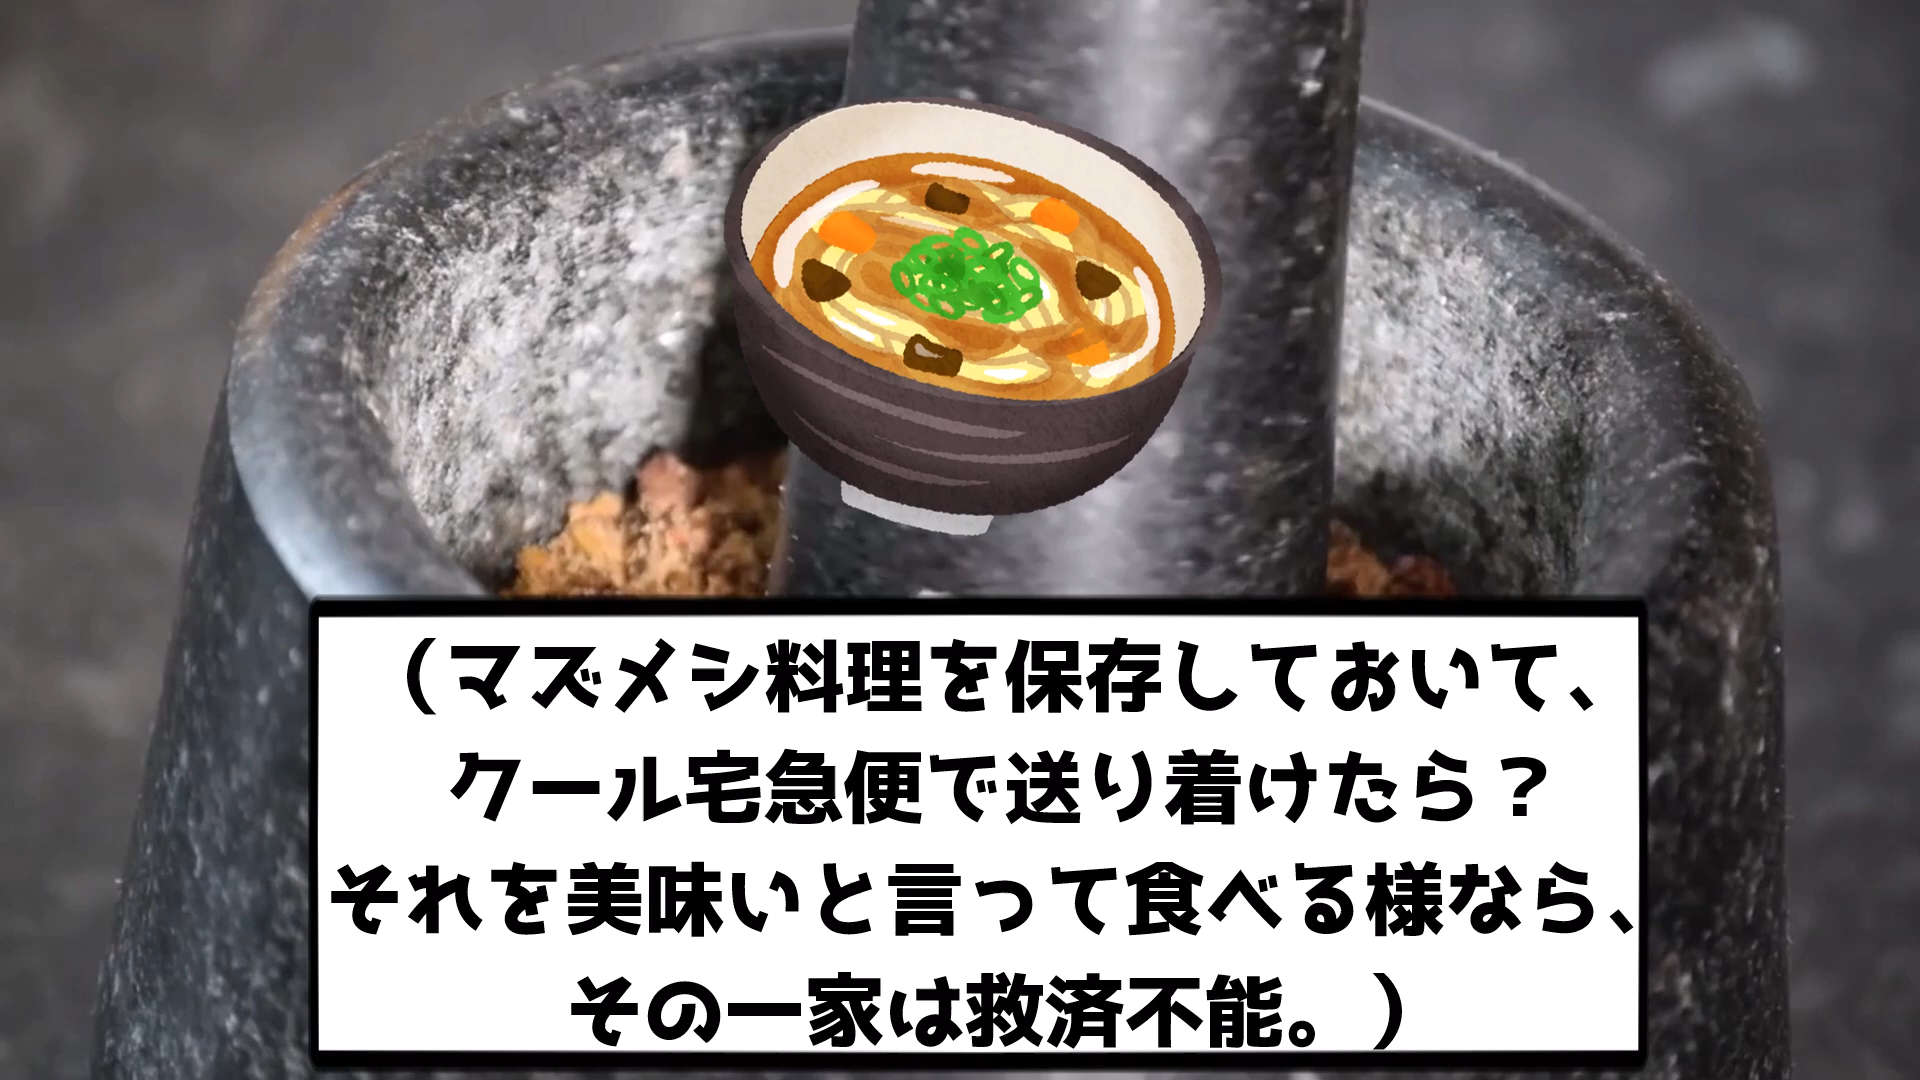 （マズメシ料理を保存しておいて、
クール宅急便で送り着けたら？
それを美味いと言って食べる様なら、
その一家は救済不能。）